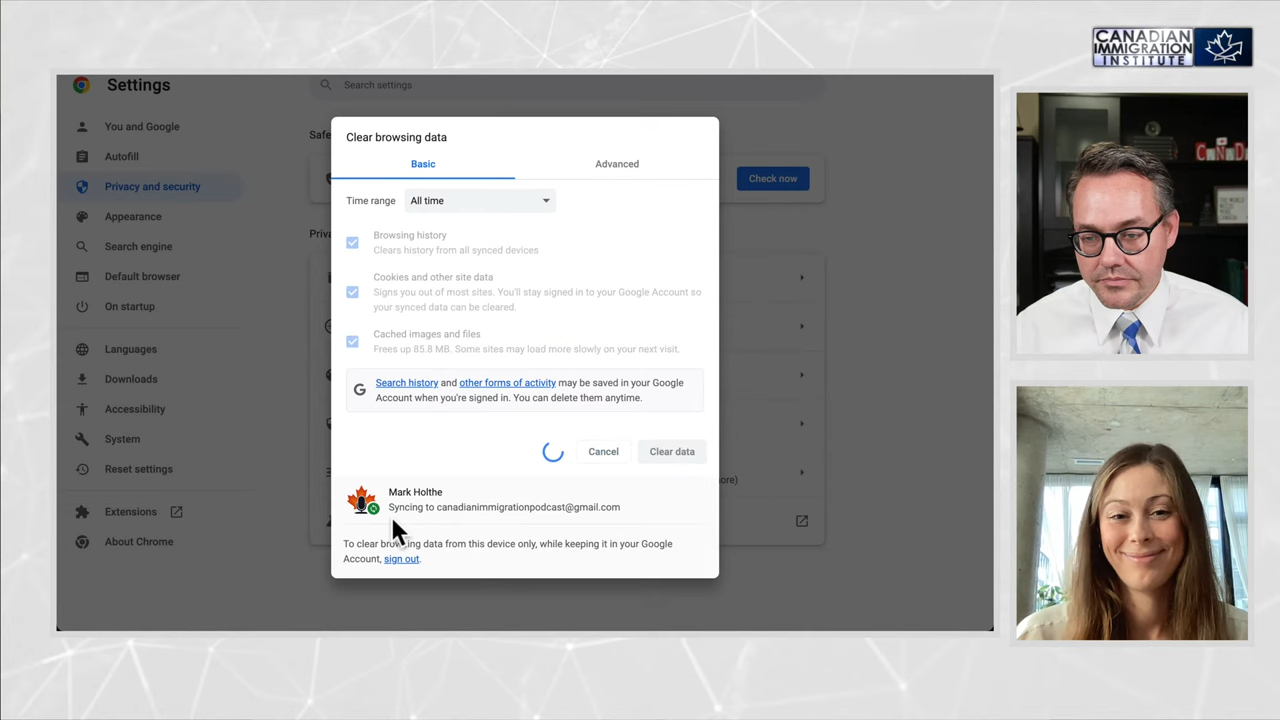 CANADIAN
IMMIGRATION
INSTITUTE
Settings
Search settings
You and Google
Autofill
Privacy and security
Appearance
Search engine
Default browser
On startup
Languages
Downloads
Accessibility
System
Reset settings
Extensions
About Chrome
Safe
Check now
Priva
Clear browsing data
Basic
Advanced
Time range
All time
Browsing history
Clears history from all synced devices
Cookies and other site data
Signs you out of most sites. You'll stay signed in to your Google Account so
your synced data can be cleared.
Cached images and files
Frees up 85.8 MB. Some sites may load more slowly on your next visit.
G
Search history and other forms of activity may be saved in your Google
Account when you're signed in. You can delete them anytime.
Cancel
Clear data
ore)
Mark Holthe
Syncing to canadianimmigrationpodcast@gmail.com
To clear browsing data from this device only, while keeping it in your Google
Account, sign out.